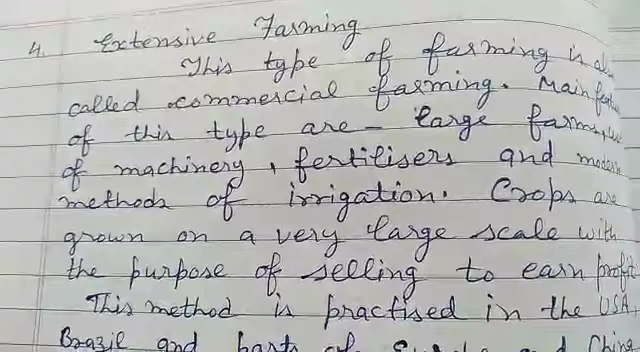 4. Extensive Farming
This type of farming is also
called commercial farming. Main
of this type are – large farms,
of machinery, fertilisers and modern
methods of irrigation. Crops are
grown on a very large scale with
the purpose of selling to earn profit
This method is practised in the USA,
Brazil and parts of and China